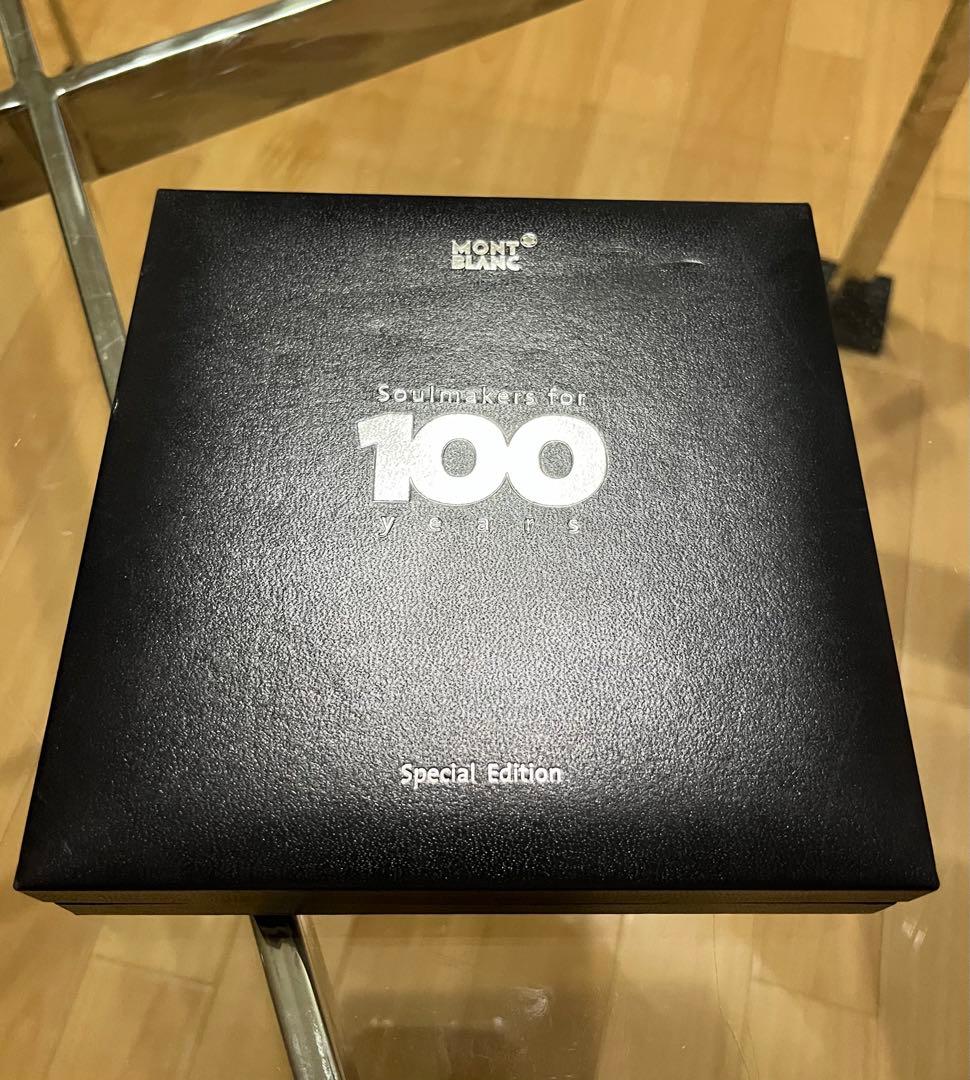 MONT
BLANC
Soulmakers for
100
years
Special Edition